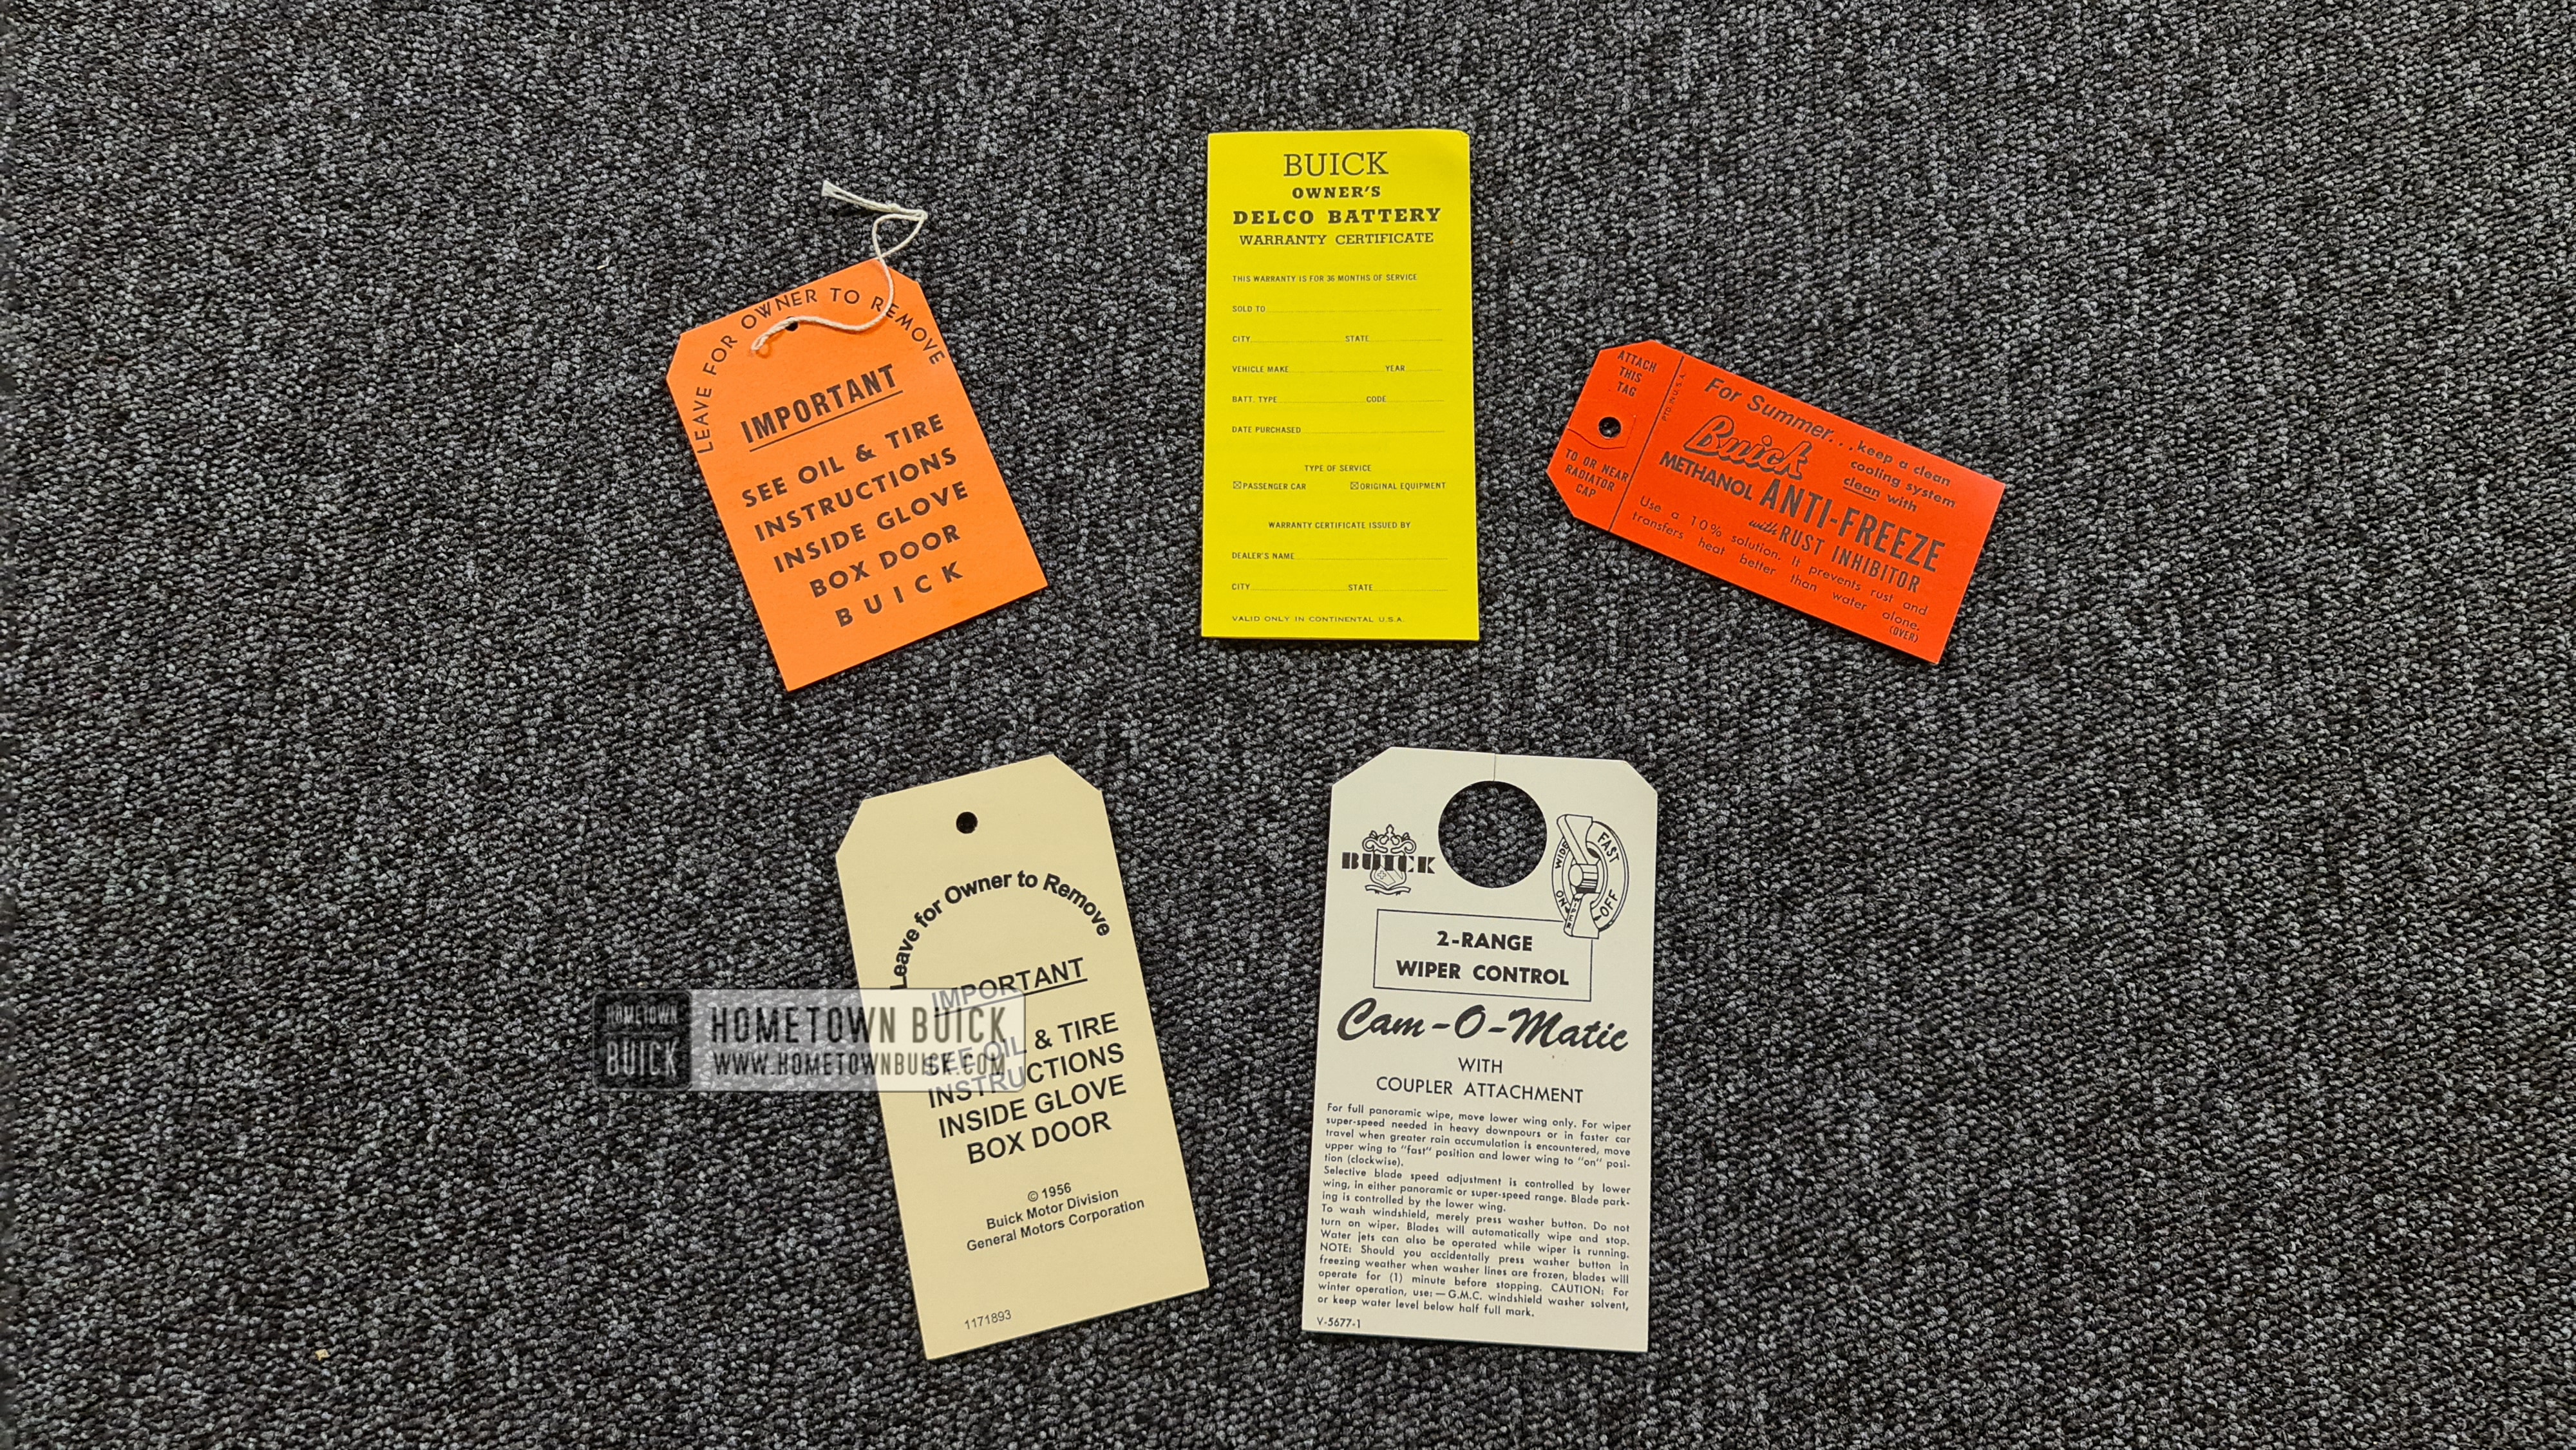 LEAVE FOR OWNER TO REMOVE
IMPORTANT
SEE OIL & TIRE
INSTRUCTIONS
INSIDE GLOVE
BOX DOOR
BUICK
BUICK
OWNER'S
DELCO BATTERY
WARRANTY CERTIFICATE
THIS WARRANTY IS FOR 36 MONTHS OF SERVICE
SOLD TO
CITY STATE
VEHICLE MAKE YEAR
BATT. TYPE CODE
DATE PURCHASED
TYPE OF SERVICE
☒ PASSENGER CAR ☒ ORIGINAL EQUIPMENT
WARRANTY CERTIFICATE ISSUED BY
DEALER'S NAME
CITY STATE
VALID ONLY IN CONTINENTAL U.S.A.
ATTACH
THIS
TAG
TO OR NEAR
RADIATOR
CAP
PTD. IN U.S.A.
For Summer...keep a clean
cooling system
clean with
Buick
METHANOL ANTI-FREEZE
with RUST INHIBITOR
Use a 10% solution. It prevents rust and
transfers heat better than water alone.
(OVER)
Leave for Owner to Remove
IMPORTANT
SEE OIL & TIRE
INSTRUCTIONS
INSIDE GLOVE
BOX DOOR
© 1956
Buick Motor Division
General Motors Corporation
1171893
HOMETOWN
BUICK
HOMETOWN BUICK
WWW.HOMETOWNBUICK.COM
BUICK
FAST
WIDE
ON
OFF
2-RANGE
WIPER CONTROL
Cam-O-Matic
WITH
COUPLER ATTACHMENT
For full panoramic wipe, move lower wing only. For wiper
super-speed needed in heavy downpours or in faster car
travel when greater rain accumulation is encountered, move
upper wing to "fast" position and lower wing to "on" posi-
tion (clockwise).
Selective blade speed adjustment is controlled by lower
wing, in either panoramic or super-speed range. Blade park-
ing is controlled by the lower wing.
To wash windshield, merely press washer button. Do not
turn on wiper. Blades will automatically wipe and stop.
Water jets can also be operated while wiper is running.
NOTE: Should you accidentally press washer button in
freezing weather when washer lines are frozen, blades will
operate for (1) minute before stopping. CAUTION: For
winter operation, use: — G.M.C. windshield washer solvent,
or keep water level below half full mark.
V-5677-1